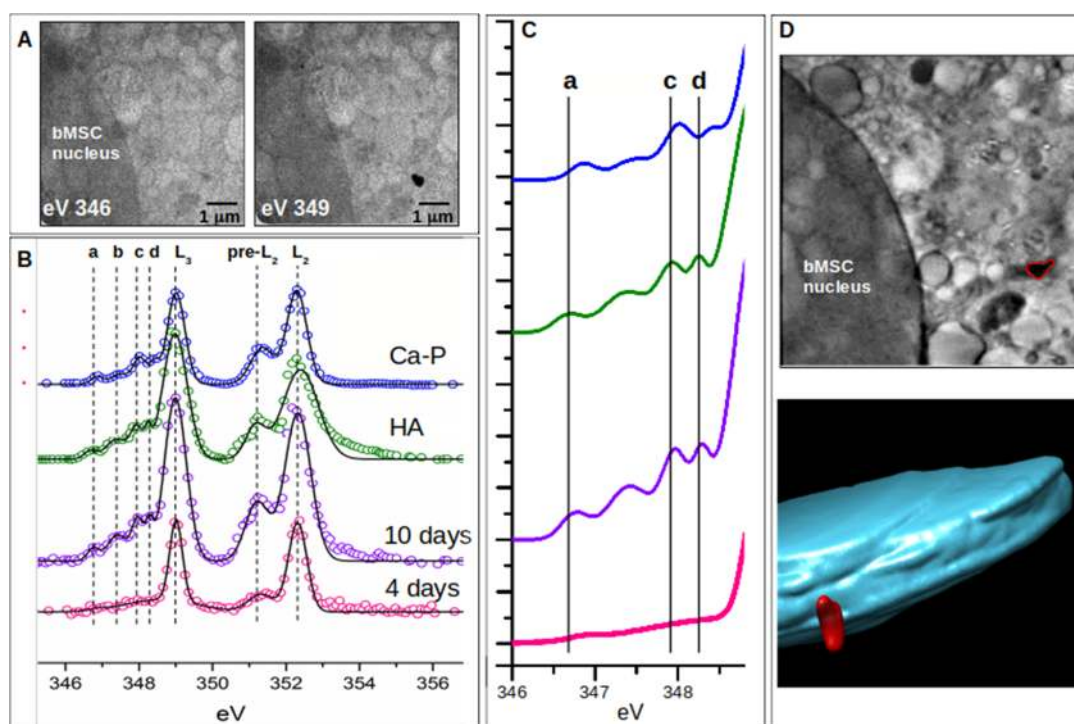 A
bMSC
nucleus
eV 346
1 µm
eV 349
1 µm
B
a b c d L3 pre-L2 L2
Ca-P
HA
10 days
4 days
346 348 350 352 354 356
eV
C
a c d
346 347 348
eV
D
bMSC
nucleus